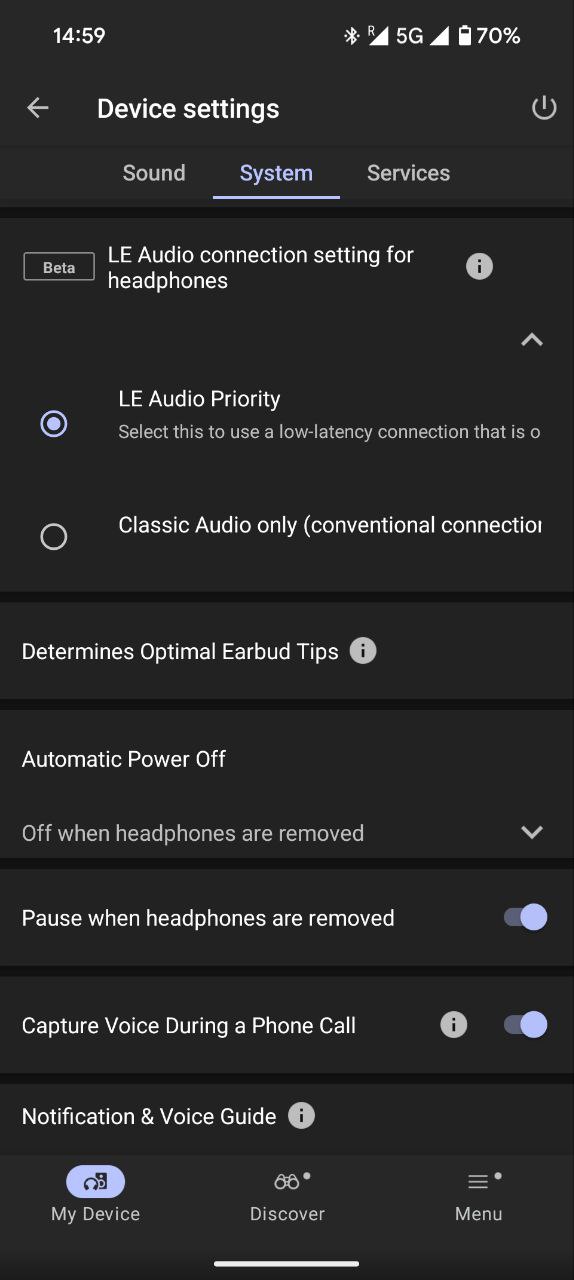 14:59
R
5G
70%
Device settings
Sound
System
Services
Beta
LE Audio connection setting for
headphones
LE Audio Priority
Select this to use a low-latency connection that is o
Classic Audio only (conventional connection
Determines Optimal Earbud Tips
Automatic Power Off
Off when headphones are removed
Pause when headphones are removed
Capture Voice During a Phone Call
Notification & Voice Guide
My Device
Discover
Menu